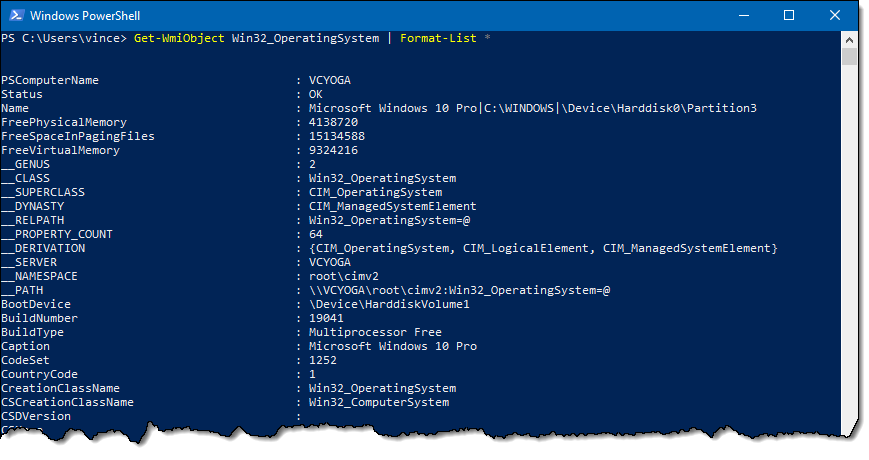 Windows PowerShell
PS C:\Users\vince> Get-WmiObject Win32_OperatingSystem | Format-List *
PSComputerName : VCYOGA
Status : OK
Name : Microsoft Windows 10 Pro|C:\WINDOWS|\Device\Harddisk0\Partition3
FreePhysicalMemory : 4138720
FreeSpaceInPagingFiles : 15134588
FreeVirtualMemory : 9324216
__GENUS : 2
__CLASS : Win32_OperatingSystem
__SUPERCLASS : CIM_OperatingSystem
__DYNASTY : CIM_ManagedSystemElement
__RELPATH : Win32_OperatingSystem=@
__PROPERTY_COUNT : 64
__DERIVATION : {CIM_OperatingSystem, CIM_LogicalElement, CIM_ManagedSystemElement}
__SERVER : VCYOGA
__NAMESPACE : root\cimv2
__PATH : \\VCYOGA\root\cimv2:Win32_OperatingSystem=@
BootDevice : \Device\HarddiskVolume1
BuildNumber : 19041
BuildType : Multiprocessor Free
Caption : Microsoft Windows 10 Pro
CodeSet : 1252
CountryCode : 1
CreationClassName : Win32_OperatingSystem
CSCreationClassName : Win32_ComputerSystem
CSDVersion :